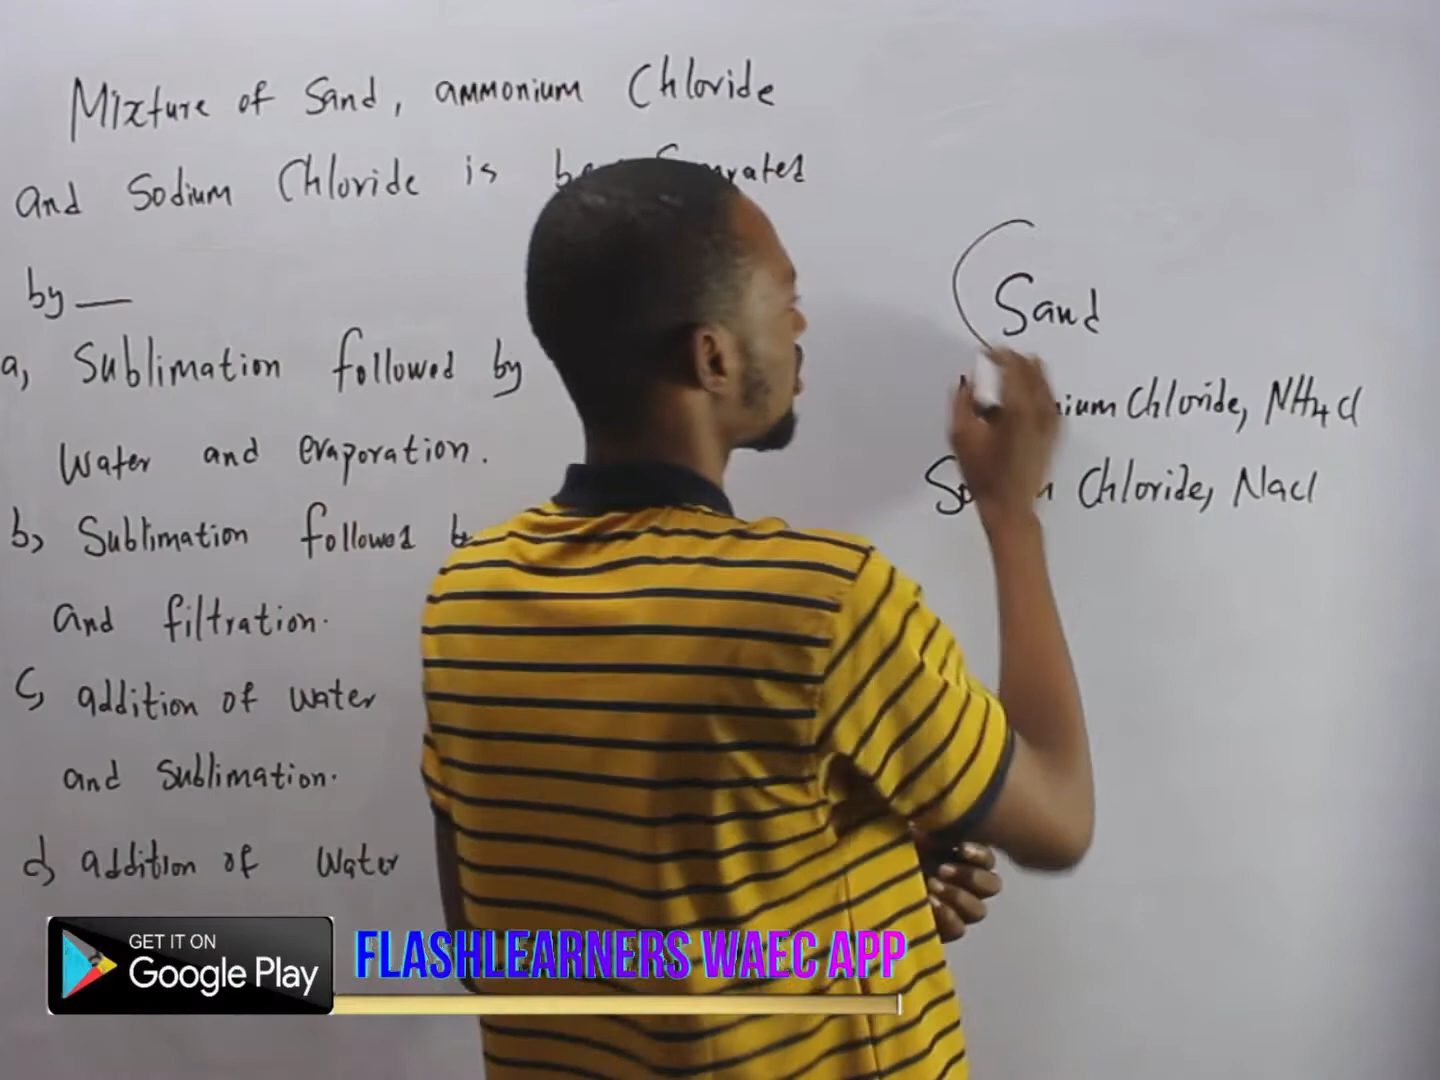 Mixture of Sand, ammonium Chloride
and Sodium Chloride is
by —
a, Sublimation followed by
Water and evaporation.
b, Sublimation followed
and filtration.
c, addition of water
and sublimation.
d, addition of water
Sand
Chloride, NH4Cl
Chloride, Nacl
GET IT ON
Google Play
FLASHLEARNERS WAEC APP